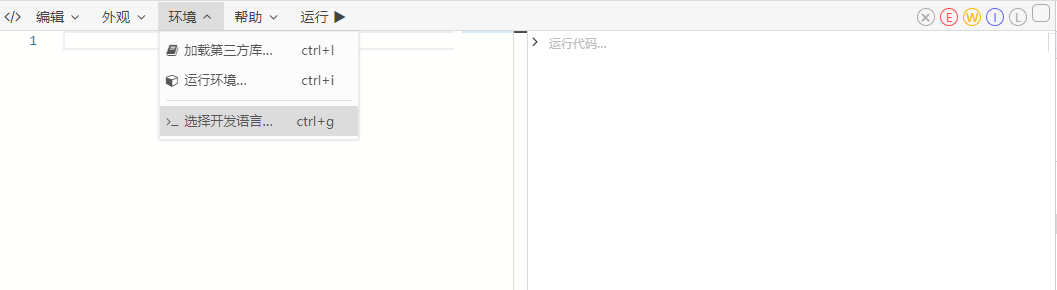 </> 编辑 外观 环境 帮助 运行 E W I L
1
加载第三方库... ctrl+l
运行环境... ctrl+i
选择开发语言... ctrl+g
运行代码...